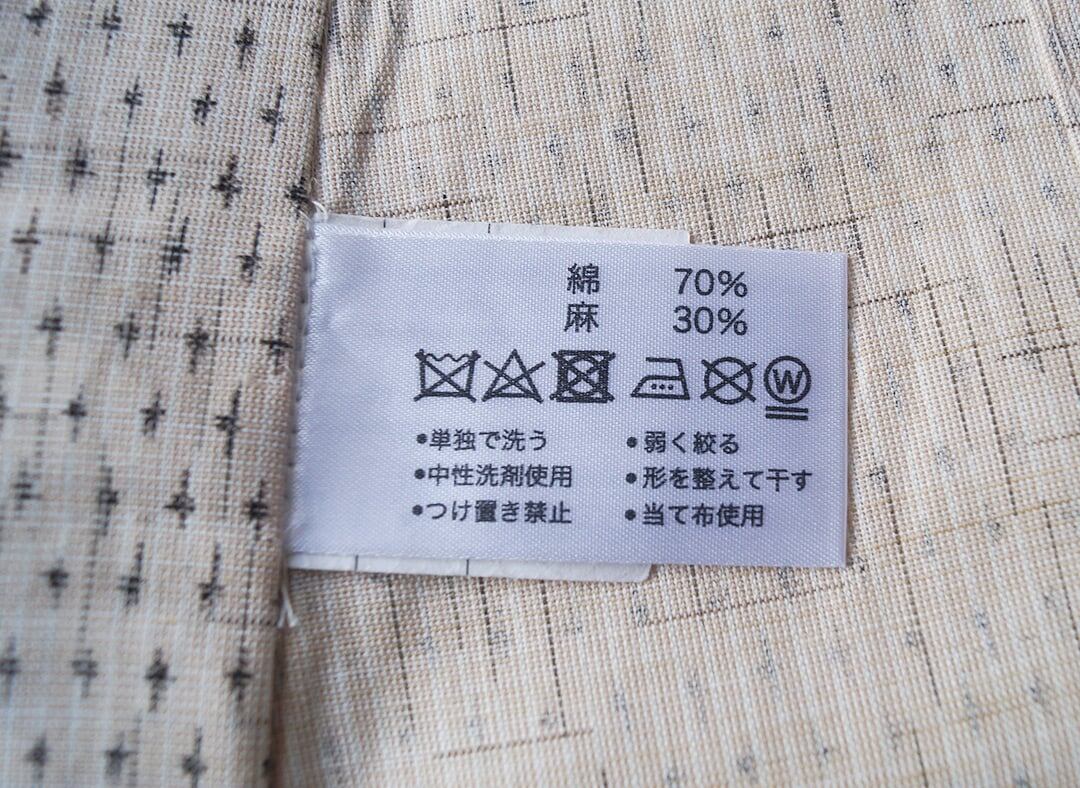 綿 70%
麻 30%
W
•単独で洗う
•中性洗剤使用
•つけ置き禁止
•弱く絞る
•形を整えて干す
•当て布使用